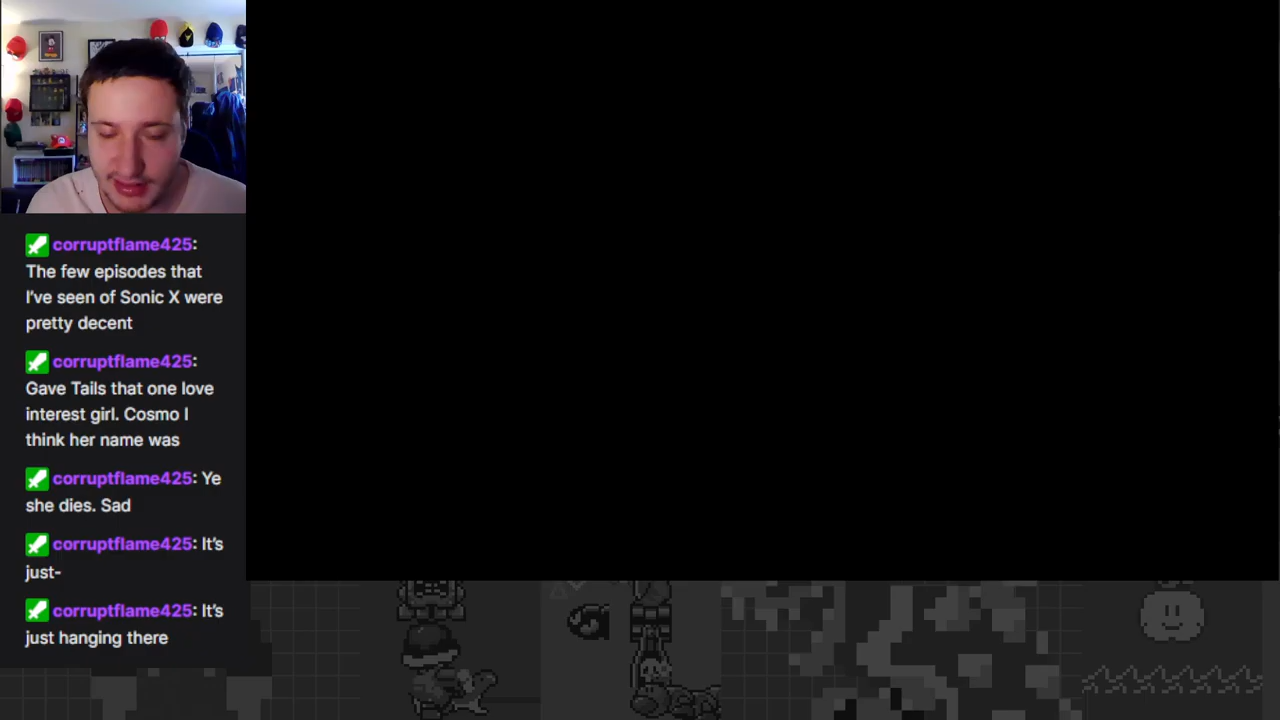 corruptflame425:
The few episodes that
I've seen of Sonic X were
pretty decent
corruptflame425:
Gave Tails that one love
interest girl. Cosmo I
think her name was
corruptflame425: Ye
she dies. Sad
corruptflame425: It's
just-
corruptflame425: It's
just hanging there